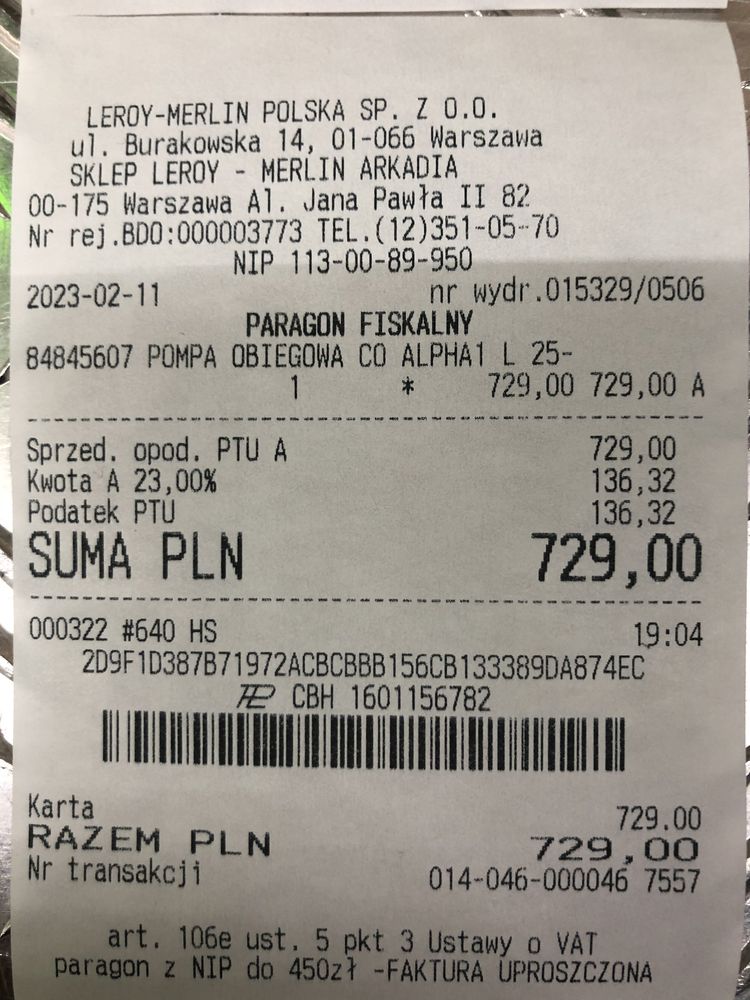 LEROY-MERLIN POLSKA SP. Z O.O.
ul. Burakowska 14, 01-066 Warszawa
SKLEP LEROY - MERLIN ARKADIA
00-175 Warszawa Al. Jana Pawła II 82
Nr rej.BDO:000003773 TEL.(12)351-05-70
NIP 113-00-89-950
2023-02-11 nr wydr.015329/0506
PARAGON FISKALNY
84845607 POMPA OBIEGOWA CO ALPHA1 L 25-
1 * 729,00 729,00 A
Sprzed. opod. PTU A 729,00
Kwota A 23,00% 136,32
Podatek PTU 136,32
SUMA PLN 729,00
000322 #640 HS 19:04
2D9F1D387B71972ACBCBBB156CB133389DA874EC
CBH 1601156782
Karta 729.00
RAZEM PLN 729,00
Nr transakcji 014-046-000046 7557
art. 106e ust. 5 pkt 3 Ustawy o VAT
paragon z NIP do 450zł -FAKTURA UPROSZCZONA